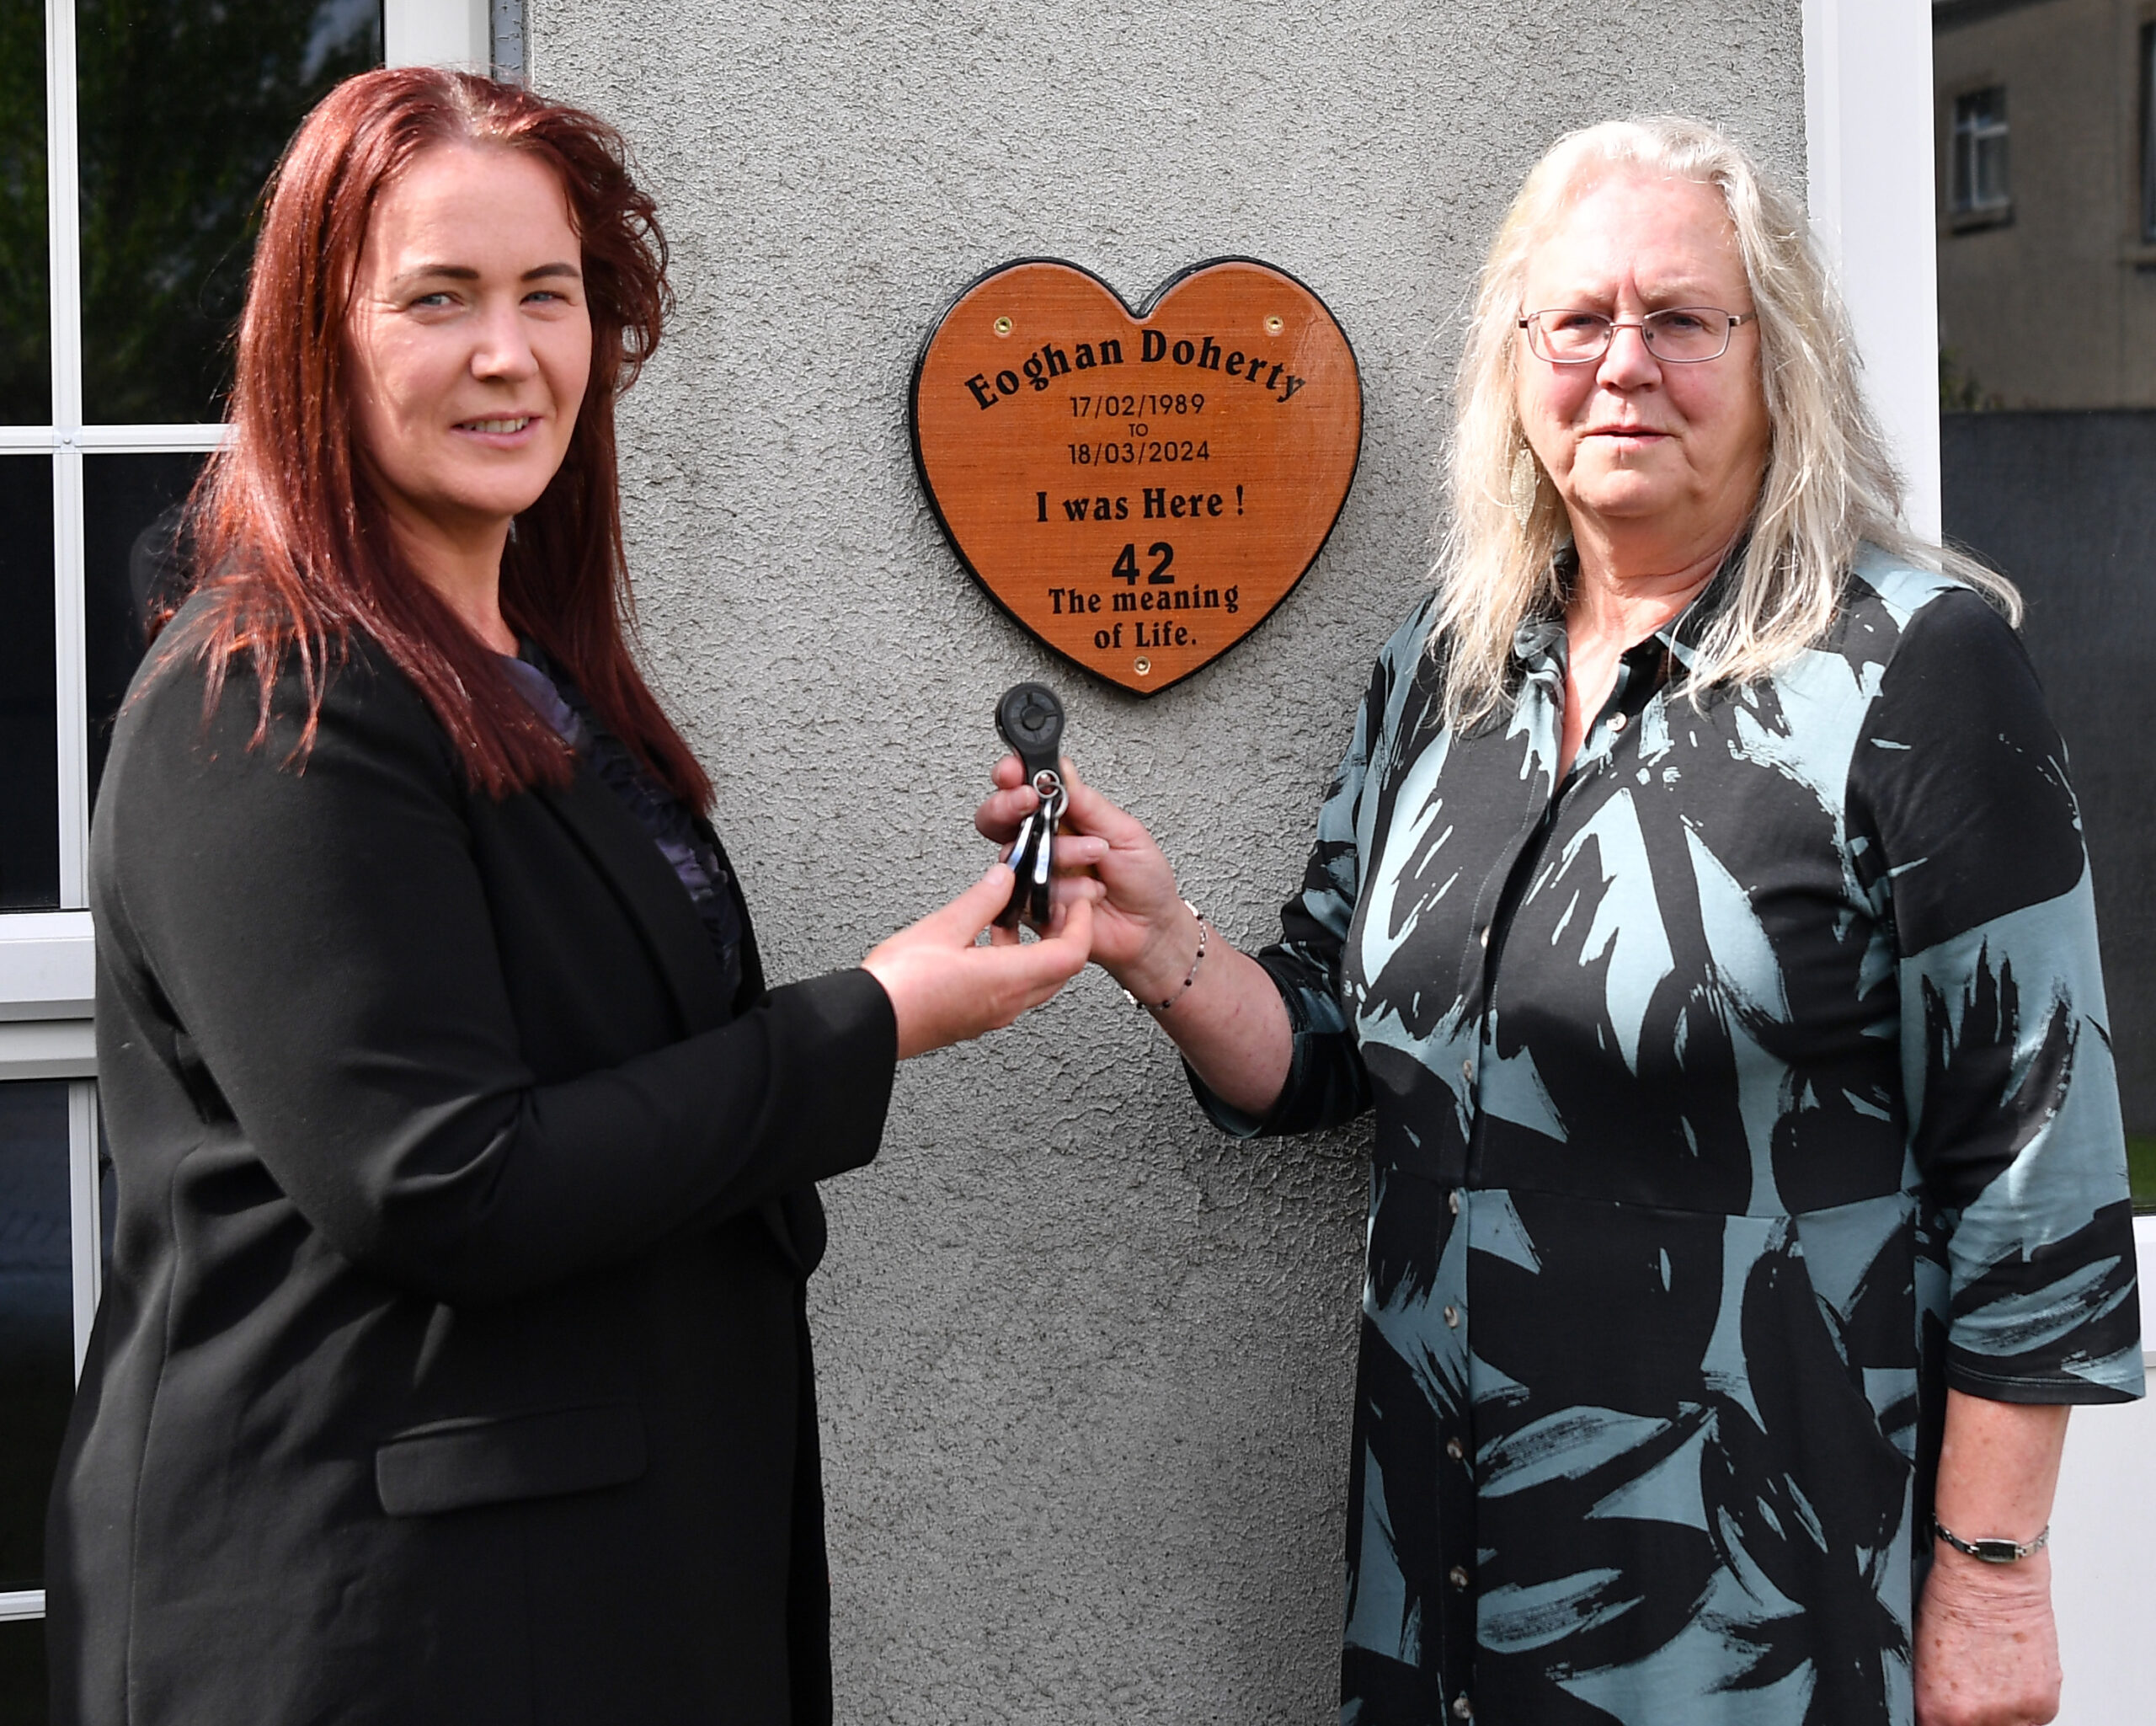 Eoghan Doherty
17/02/1989
TO
18/03/2024
I was Here !
42
The meaning
of Life.